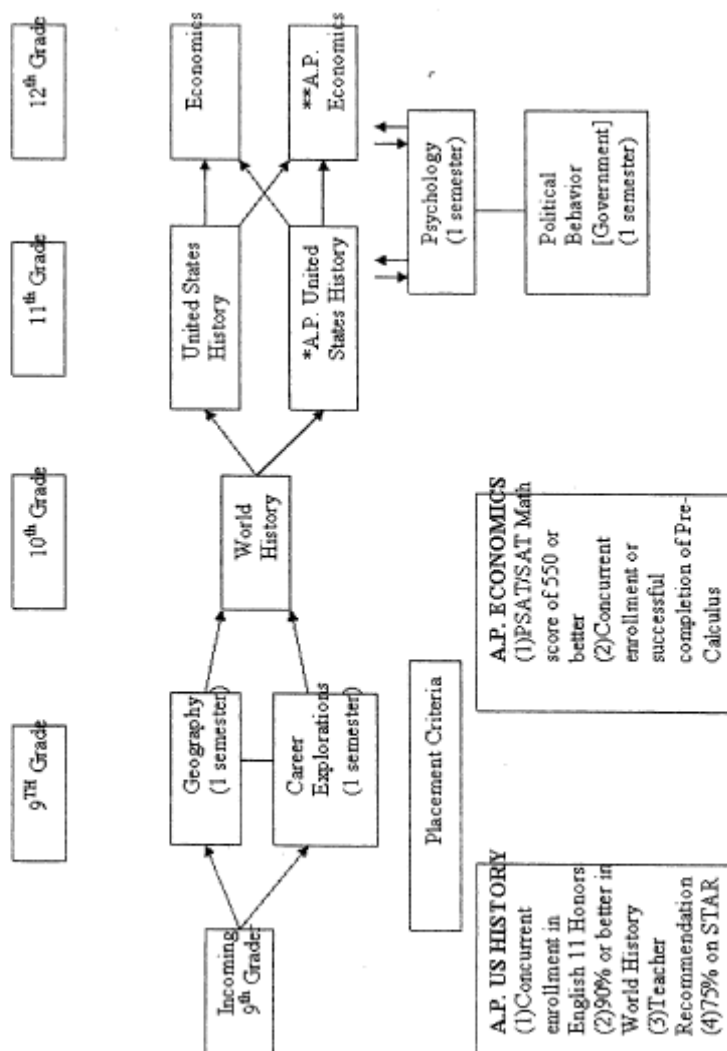 9TH Grade
10th Grade
11th Grade
12th Grade
Incoming
9th Grader
Geography
(1 semester)
Career
Explorations
(1 semester)
World
History
United States
History
*A.P. United
States History
Economics
**A.P.
Economics
Psychology
(1 semester)
Political
Behavior
[Government]
(1 semester)
Placement Criteria
A.P. US HISTORY
(1)Concurrent
enrollment in
English 11 Honors
(2)90% or better in
World History
(3)Teacher
Recommendation
(4)75% on STAR
A.P. ECONOMICS
(1)PSAT/SAT Math
score of 550 or
better
(2)Concurrent
enrollment or
successful
completion of Pre-
Calculus